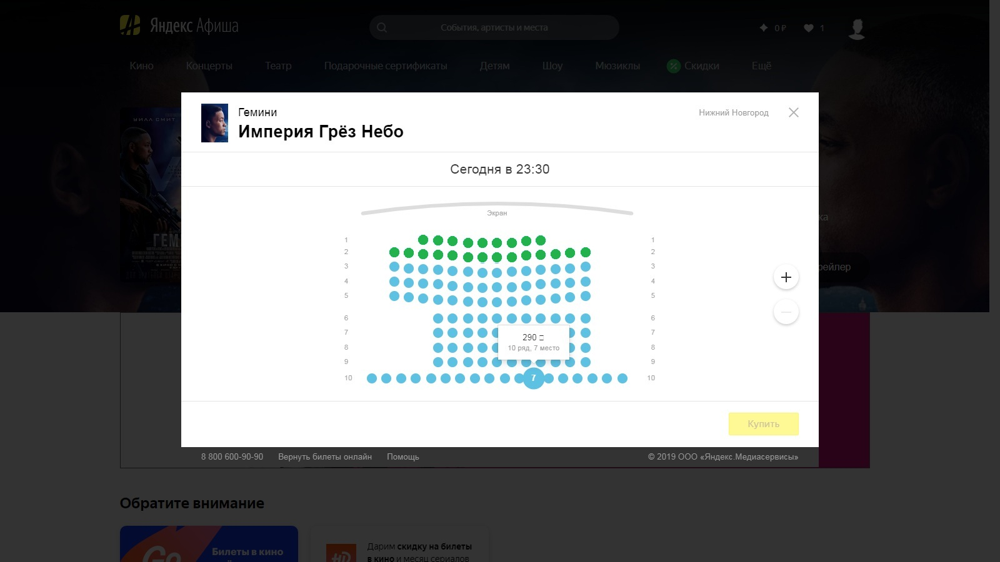 Яндекс Афиша
События, артисты и места
0 ₽
1
Кино Концерты Театр Подарочные сертификаты Детям Шоу Мюзиклы Скидки Ещё
Гемини
Империя Грёз Небо
Нижний Новгород
УИЛЛ СМИТ
Сегодня в 23:30
Экран
1 1
2 2
3 3
4 4
5 5
6 6
7 7
8 8
9 9
10 10
290
10 ряд, 7 место
7
Купить
8 800 600-90-90 Вернуть билеты онлайн Помощь © 2019 ООО «Яндекс.Медиасервисы»
Обратите внимание
Go
Билеты в кино
HD
Дарим скидку на билеты
в кино и месяц сериалов